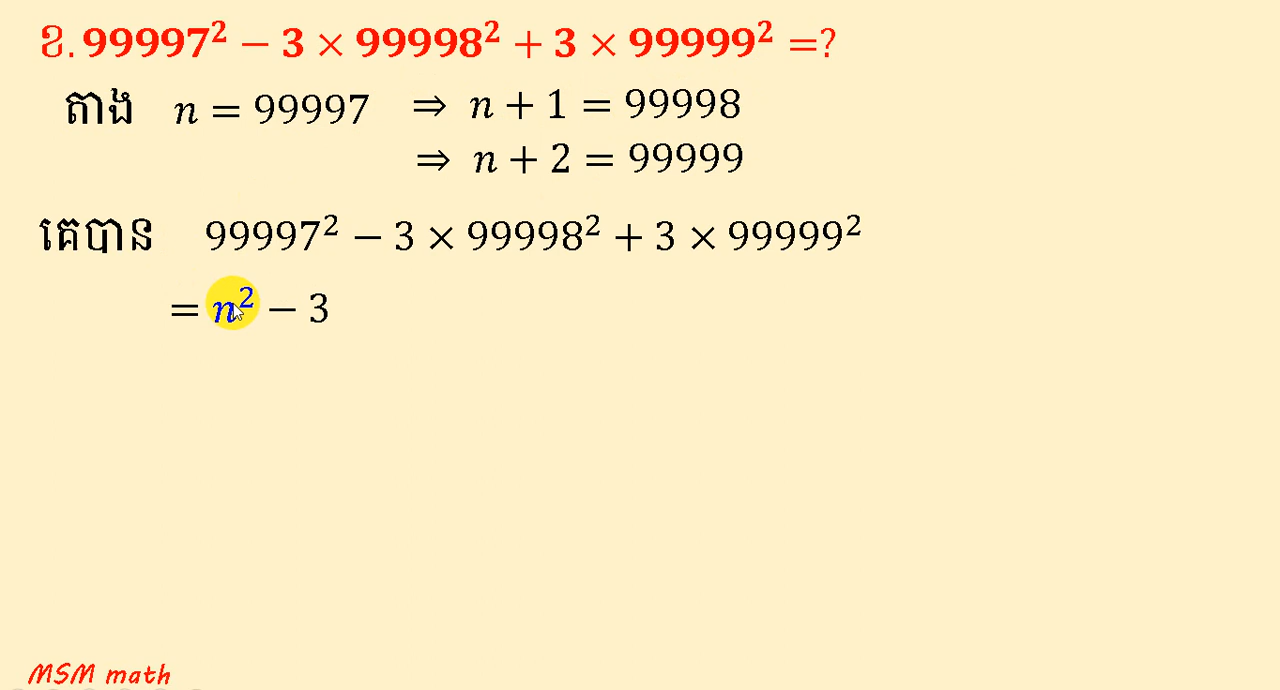 ខ. 99997² − 3 × 99998² + 3 × 99999² =?
តាង n = 99997 ⇒ n + 1 = 99998
⇒ n + 2 = 99999
គេបាន 99997² − 3 × 99998² + 3 × 99999²
= n² − 3
MSM math